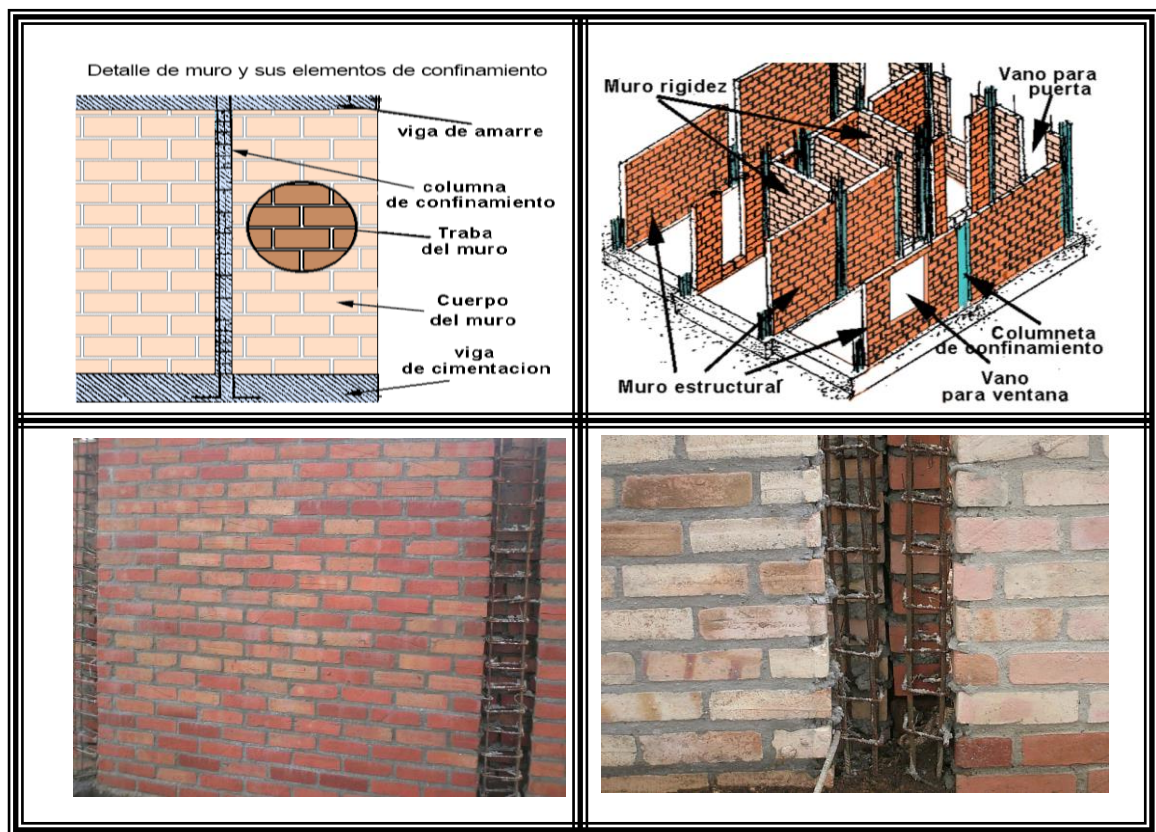 Detalle de muro y sus elementos de confinamiento
viga de amarre
columna
de confinamiento
Traba
del muro
Cuerpo
del muro
viga
de cimentacion
Muro rigidez
Vano para
puerta
Columneta
de confinamiento
Muro estructural
Vano
para ventana